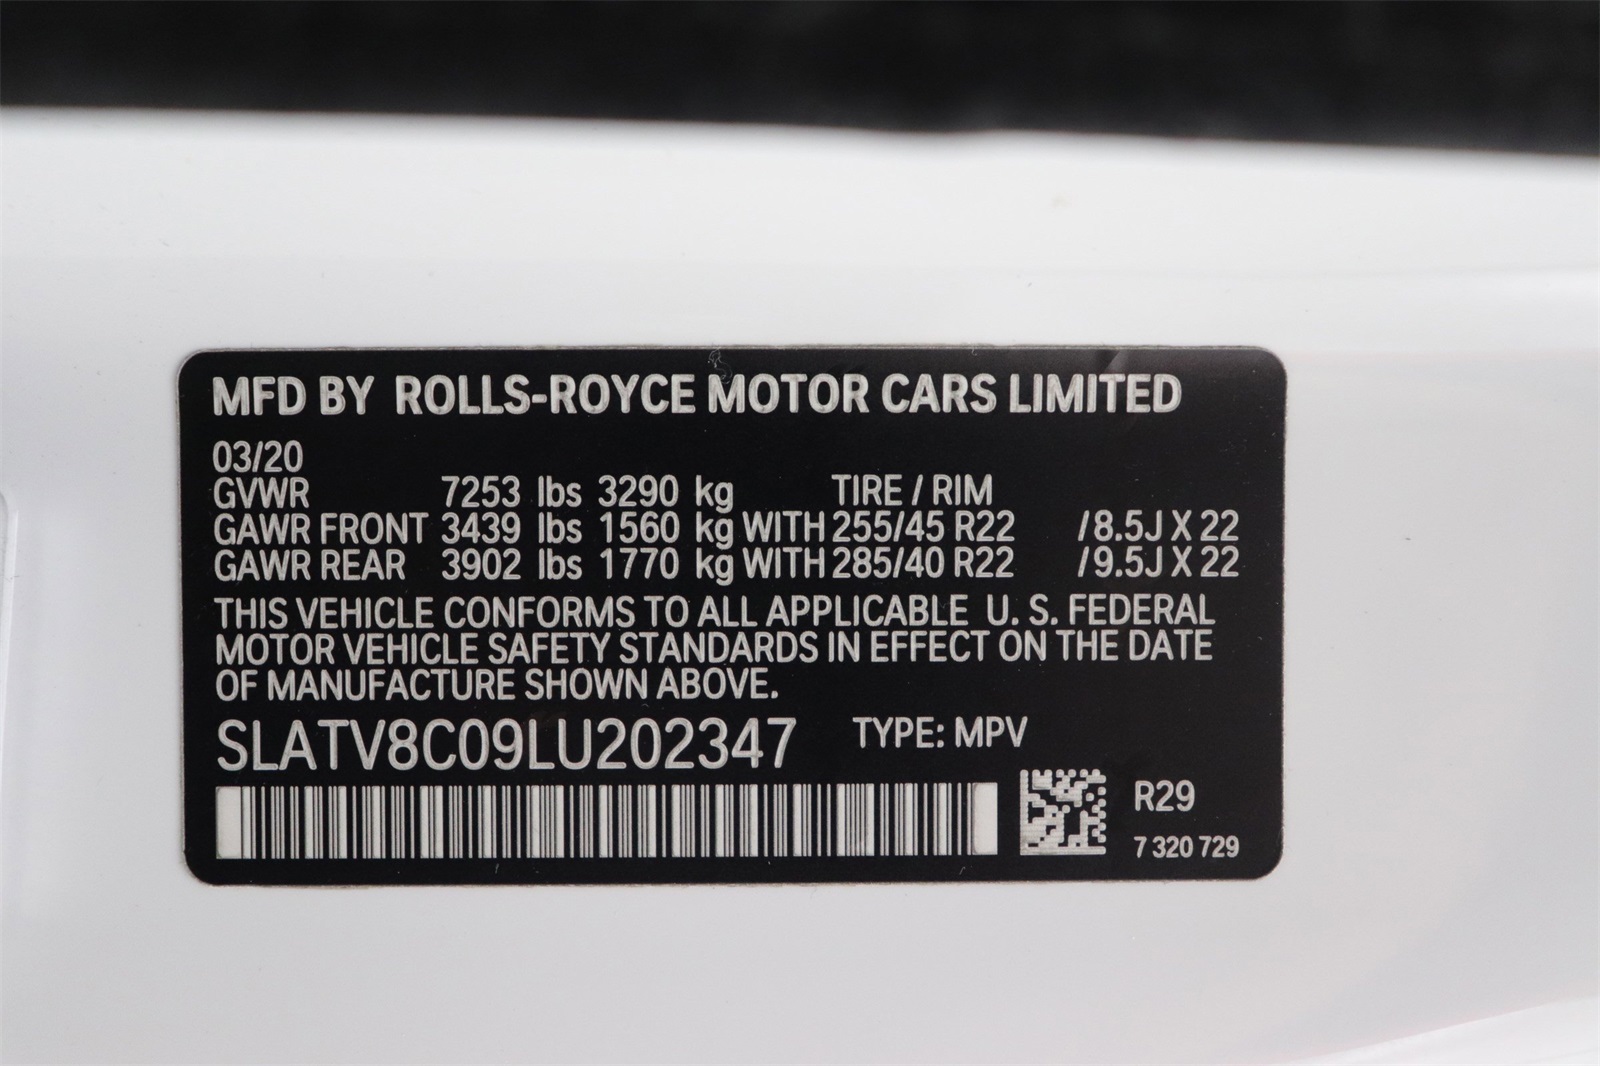 MFD BY ROLLS-ROYCE MOTOR CARS LIMITED
03/20
GVWR 7253 lbs 3290 kg TIRE / RIM
GAWR FRONT 3439 lbs 1560 kg WITH 255/45 R22 /8.5J X 22
GAWR REAR 3902 lbs 1770 kg WITH 285/40 R22 /9.5J X 22
THIS VEHICLE CONFORMS TO ALL APPLICABLE U. S. FEDERAL
MOTOR VEHICLE SAFETY STANDARDS IN EFFECT ON THE DATE
OF MANUFACTURE SHOWN ABOVE.
SLATV8C09LU202347 TYPE: MPV
R29
7 320 729